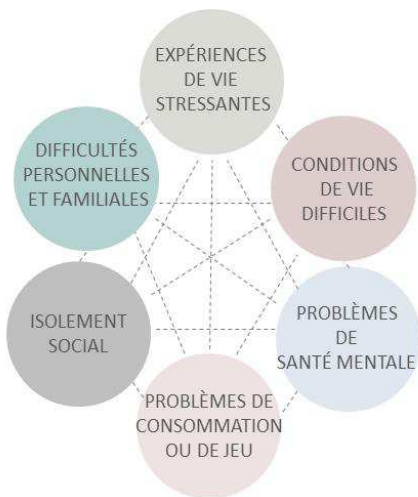 EXPÉRIENCES
DE VIE
STRESSANTES
DIFFICULTÉS
PERSONNELLES
ET FAMILIALES
CONDITIONS
DE VIE
DIFFICILES
ISOLEMENT
SOCIAL
PROBLÈMES
DE
SANTÉ MENTALE
PROBLÈMES DE
CONSOMMATION
OU DE JEU